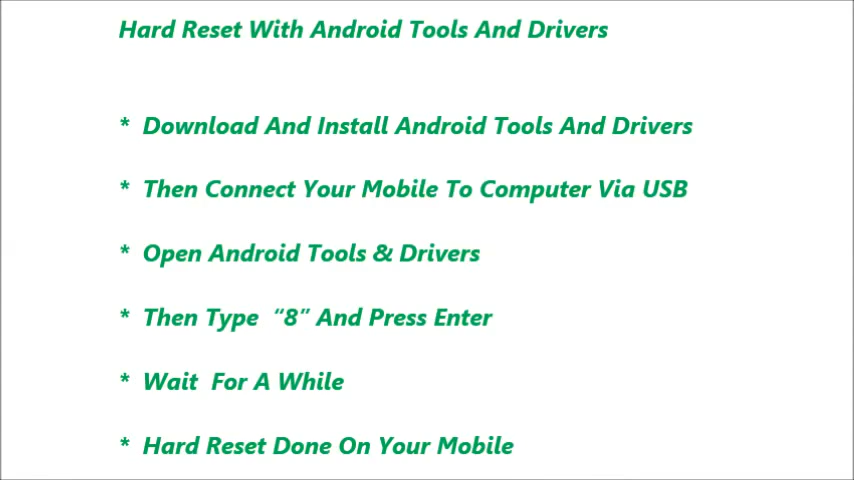 Hard Reset With Android Tools And Drivers
* Download And Install Android Tools And Drivers
* Then Connect Your Mobile To Computer Via USB
* Open Android Tools & Drivers
* Then Type “8” And Press Enter
* Wait For A While
* Hard Reset Done On Your Mobile